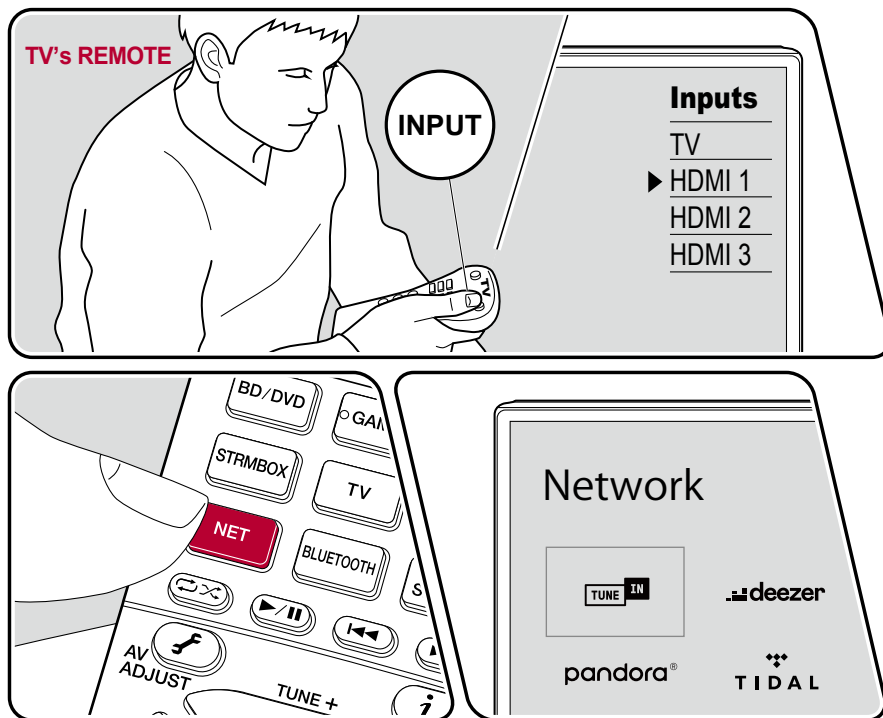 TV's REMOTE
INPUT
TV
Inputs
TV
HDMI 1
HDMI 2
HDMI 3
BD/DVD
STRMBOX
TV
NET
BLUETOOTH
S
AV
ADJUST
TUNE +
i
Network
TUNE IN
deezer
pandora®
TIDAL